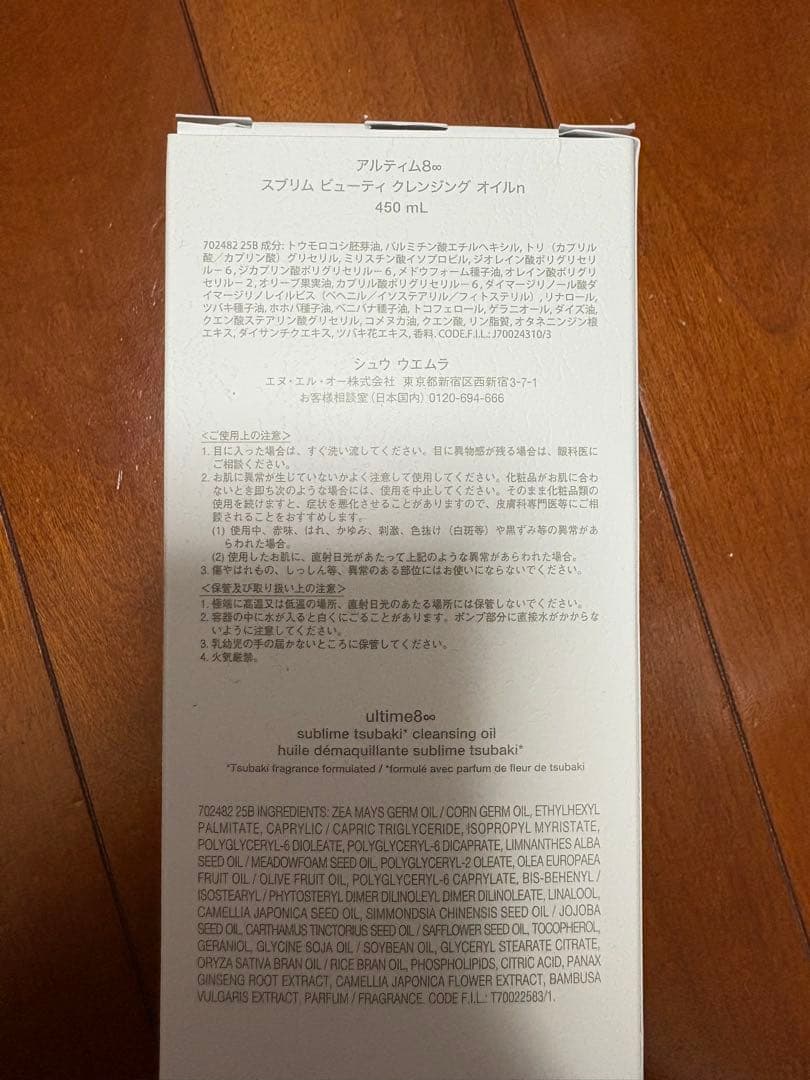 アルティム8∞
スブリム ビューティ クレンジング オイルn
450 mL
702482 25B 成分: トウモロコシ胚芽油, パルミチン酸エチルヘキシル, トリ（カプリル
酸／カプリン酸）グリセリル, ミリスチン酸イソプロピル, ジオレイン酸ポリグリセリ
ル－6, ジカプリン酸ポリグリセリル－6, メドウフォーム種子油, オレイン酸ポリグリ
セリル－2, オリーブ果実油, カプリル酸ポリグリセリル－6, ダイマージリノール酸ダ
イマージリノレイルビス（ベヘニル／イソステアリル／フィトステリル）, リナロール,
ツバキ種子油, ホホバ種子油, ベニバナ種子油, トコフェロール, ゲラニオール, ダイズ油,
クエン酸ステアリン酸グリセリル, コメヌカ油, クエン酸, リン脂質, オタネニンジン根
エキス, ダイサンチクエキス, ツバキ花エキス, 香料. CODE.F.I.L.: J70024310/3
シュウ ウエムラ
エヌ・エル・オー株式会社 東京都新宿区西新宿3-7-1
お客様相談室（日本国内）0120-694-666
＜ご使用上の注意＞
1. 目に入った場合は、すぐ洗い流してください。目に異物感が残る場合は、眼科医に
ご相談ください。
2. お肌に異常が生じていないかよく注意して使用してください。化粧品がお肌に合わ
ないとき即ち次のような場合には、使用を中止してください。そのまま化粧品類の
使用を続けますと、症状を悪化させることがありますので、皮膚科専門医等にご相
談されることをおすすめします。
(1) 使用中、赤味、はれ、かゆみ、刺激、色抜け（白斑等）や黒ずみ等の異常があ
らわれた場合。
(2) 使用したお肌に、直射日光があたって上記のような異常があらわれた場合。
3. 傷やはれもの、しっしん等、異常のある部位にはお使いにならないでください。
＜保管及び取り扱い上の注意＞
1. 極端に高温又は低温の場所、直射日光のあたる場所には保管しないでください。
2. 容器の中に水が入ると白くにごることがあります。ポンプ部分に直接水がかからな
いように注意してください。
3. 乳幼児の手の届かないところに保管してください。
4. 火気厳禁。
ultime8∞
sublime tsubaki* cleansing oil
huile démaquillante sublime tsubaki*
*Tsubaki fragrance formulated / *formulé avec parfum de fleur de tsubaki
702482 25B INGREDIENTS: ZEA MAYS GERM OIL / CORN GERM OIL, ETHYLHEXYL
PALMITATE, CAPRYLIC / CAPRIC TRIGLYCERIDE, ISOPROPYL MYRISTATE,
POLYGLYCERYL-6 DIOLEATE, POLYGLYCERYL-6 DICAPRATE, LIMNANTHES ALBA
SEED OIL / MEADOWFOAM SEED OIL, POLYGLYCERYL-2 OLEATE, OLEA EUROPAEA
FRUIT OIL / OLIVE FRUIT OIL, POLYGLYCERYL-6 CAPRYLATE, BIS-BEHENYL /
ISOSTEARYL / PHYTOSTERYL DIMER DILINOLEYL DIMER DILINOLEATE, LINALOOL,
CAMELLIA JAPONICA SEED OIL, SIMMONDSIA CHINENSIS SEED OIL / JOJOBA
SEED OIL, CARTHAMUS TINCTORIUS SEED OIL / SAFFLOWER SEED OIL, TOCOPHEROL,
GERANIOL, GLYCINE SOJA OIL / SOYBEAN OIL, GLYCERYL STEARATE CITRATE,
ORYZA SATIVA BRAN OIL / RICE BRAN OIL, PHOSPHOLIPIDS, CITRIC ACID, PANAX
GINSENG ROOT EXTRACT, CAMELLIA JAPONICA FLOWER EXTRACT, BAMBUSA
VULGARIS EXTRACT, PARFUM / FRAGRANCE. CODE F.I.L.: T70022583/1.